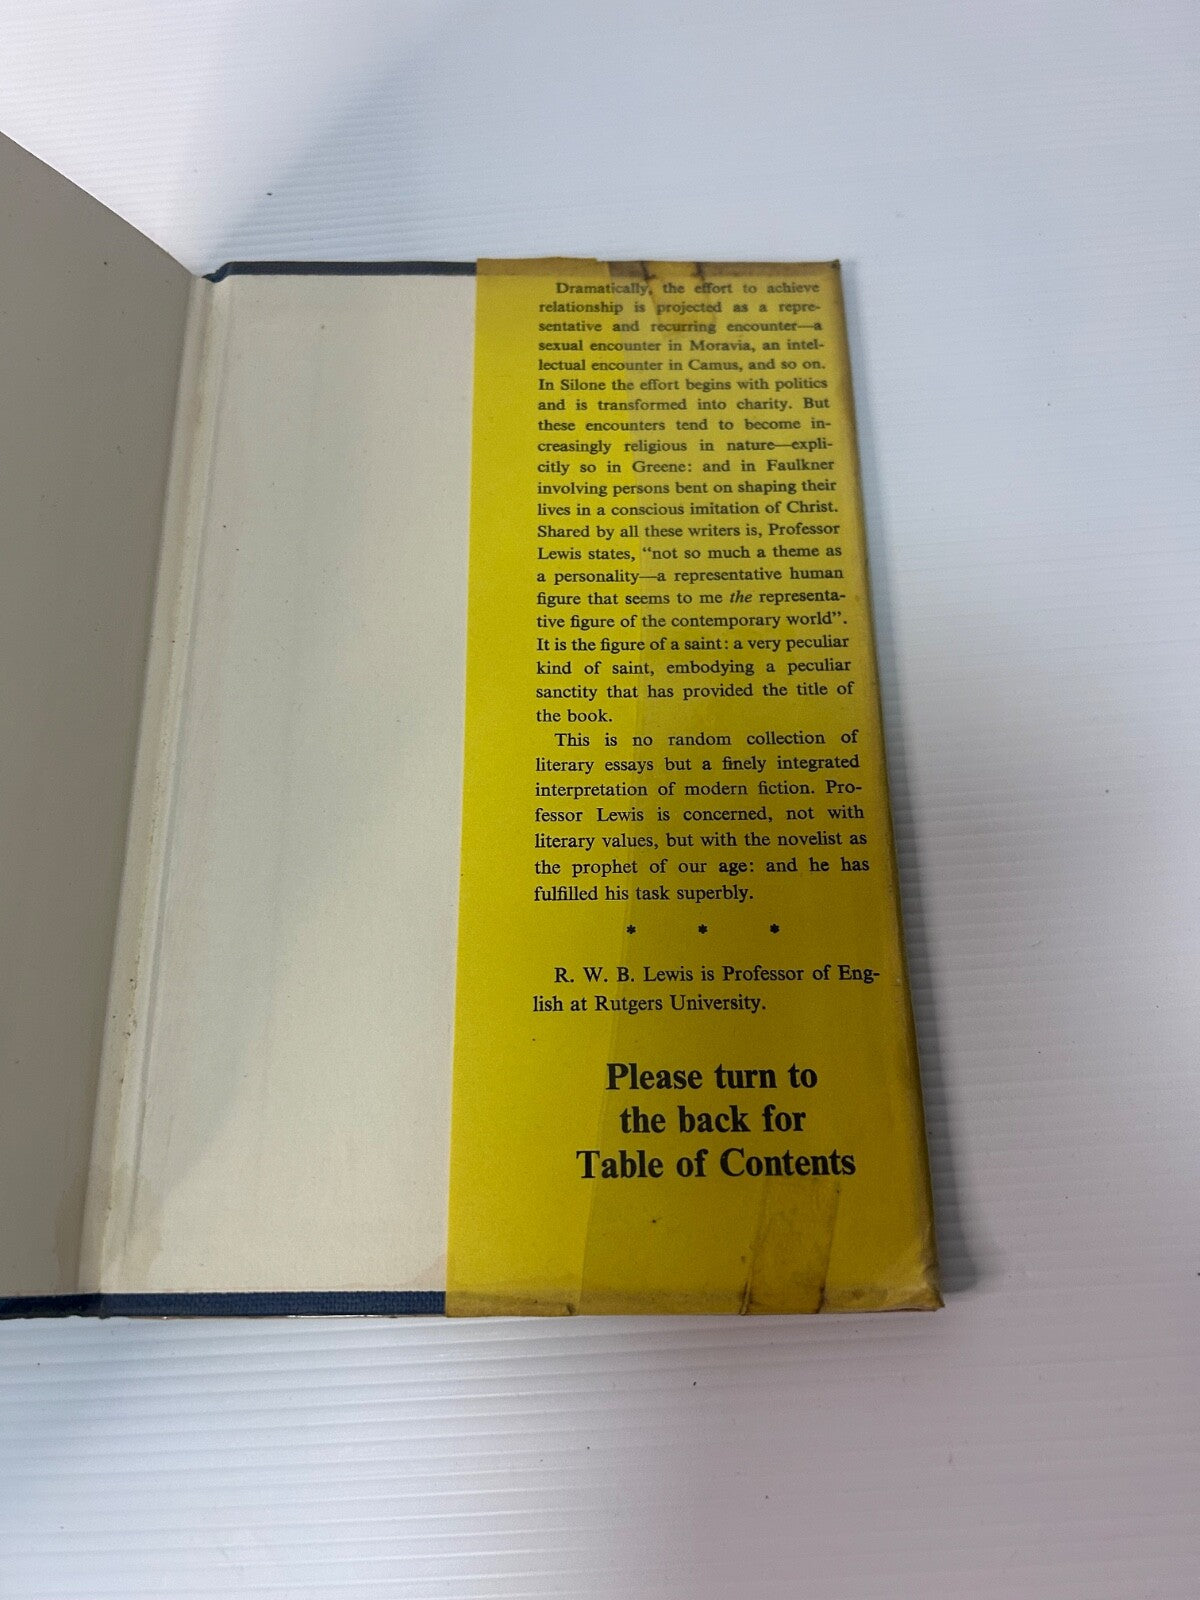 Dramatically, the effort to achieve
relationship is projected as a repre-
sentative and recurring encounter—a
sexual encounter in Moravia, an intel-
lectual encounter in Camus, and so on.
In Silone the effort begins with politics
and is transformed into charity. But
these encounters tend to become in-
creasingly religious in nature—expli-
citly so in Greene: and in Faulkner
involving persons bent on shaping their
lives in a conscious imitation of Christ.
Shared by all these writers is, Professor
Lewis states, “not so much a theme as
a personality—a representative human
figure that seems to me the representa-
tive figure of the contemporary world”.
It is the figure of a saint: a very peculiar
kind of saint, embodying a peculiar
sanctity that has provided the title of
the book.
This is no random collection of
literary essays but a finely integrated
interpretation of modern fiction. Pro-
fessor Lewis is concerned, not with
literary values, but with the novelist as
the prophet of our age: and he has
fulfilled his task superbly.
* * *
R. W. B. Lewis is Professor of Eng-
lish at Rutgers University.
Please turn to
the back for
Table of Contents